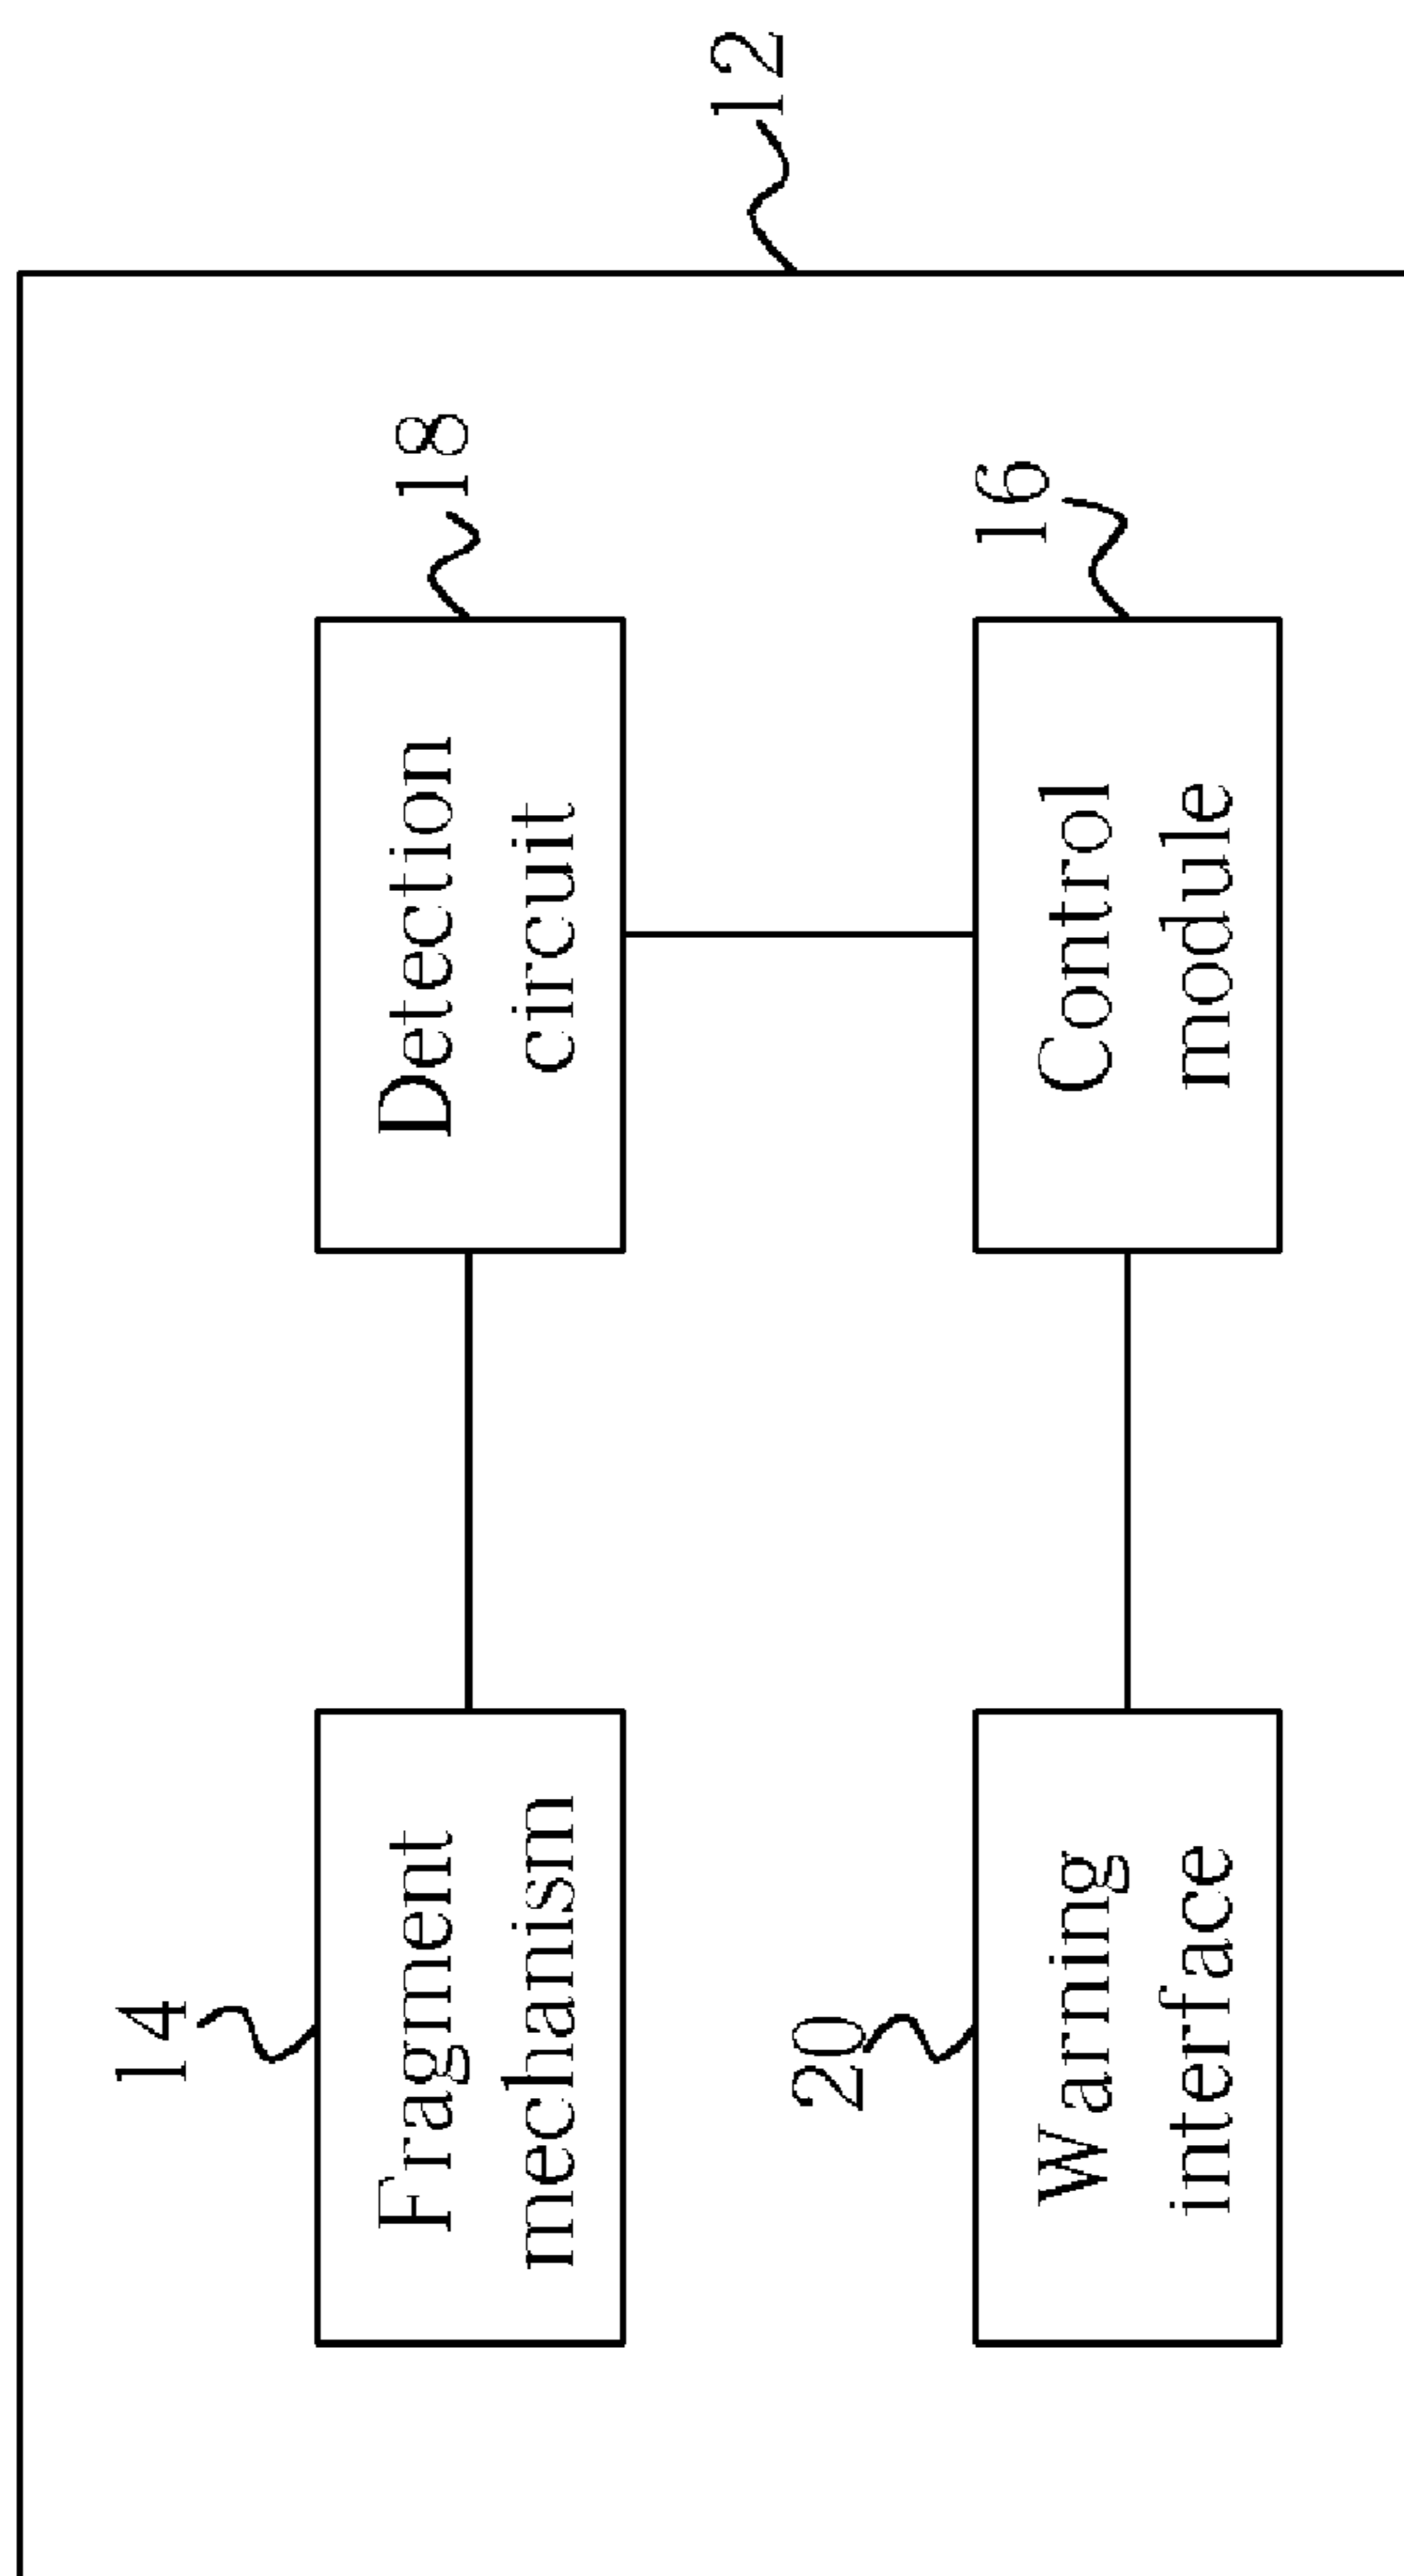 12
14
18
Fragment
mechanism
Detection
circuit
20
16
Warning
interface
Control
module